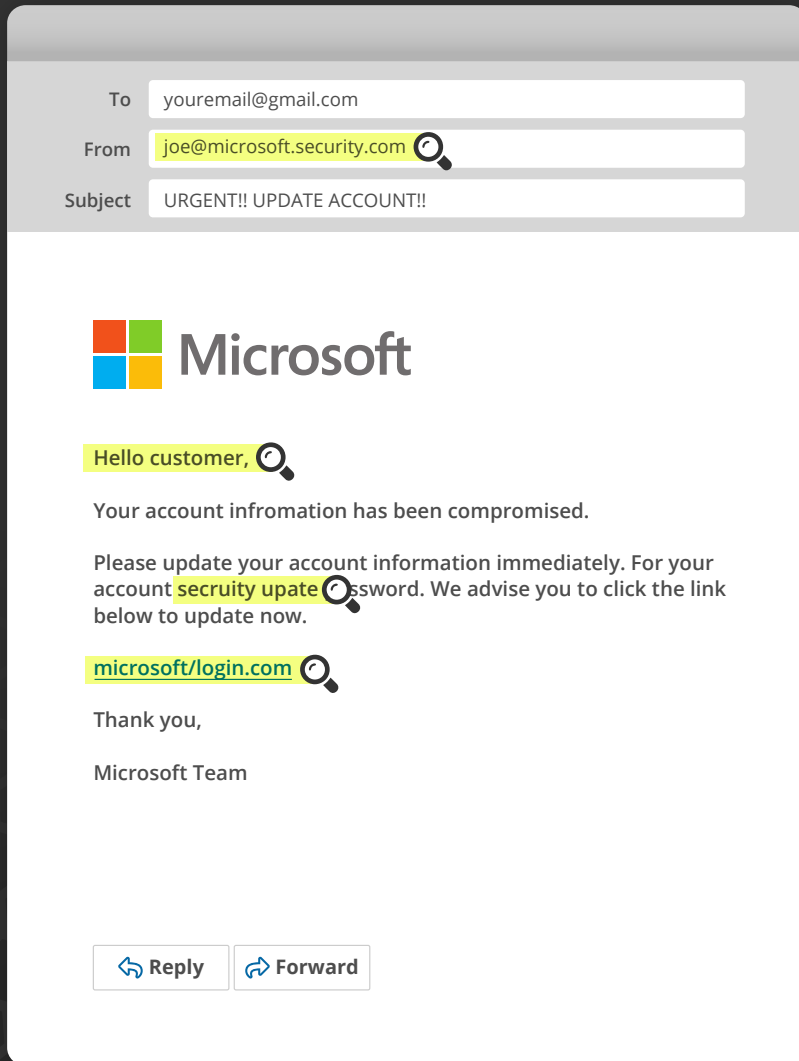 To youremail@gmail.com
From joe@microsoft.security.com
Subject URGENT!! UPDATE ACCOUNT!!
Microsoft
Hello customer,
Your account infromation has been compromised.
Please update your account information immediately. For your
account secruity upate ssword. We advise you to click the link
below to update now.
microsoft/login.com
Thank you,
Microsoft Team
Reply Forward